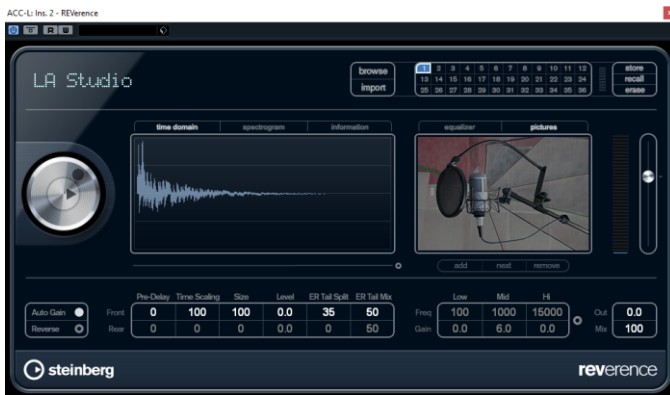 ACC-L: Ins. 2 - REVerence
R W
LA Studio
browse
import
1 2 3 4 5 6 7 8 9 10 11 12
13 14 15 16 17 18 19 20 21 22 23 24
25 26 27 28 29 30 31 32 33 34 35 36
store
recall
erase
time domain spectrogram information
equalizer pictures
add next remove
Pre-Delay Time Scaling Size Level ER Tail Split ER Tail Mix
Auto Gain Front 0 100 100 0.0 35 50
Reverse Rear 0 0 0 0.0 0 50
Low Mid Hi
Freq 100 1000 15000
Gain 0.0 6.0 0.0
Out 0.0
Mix 100
steinberg
reverence